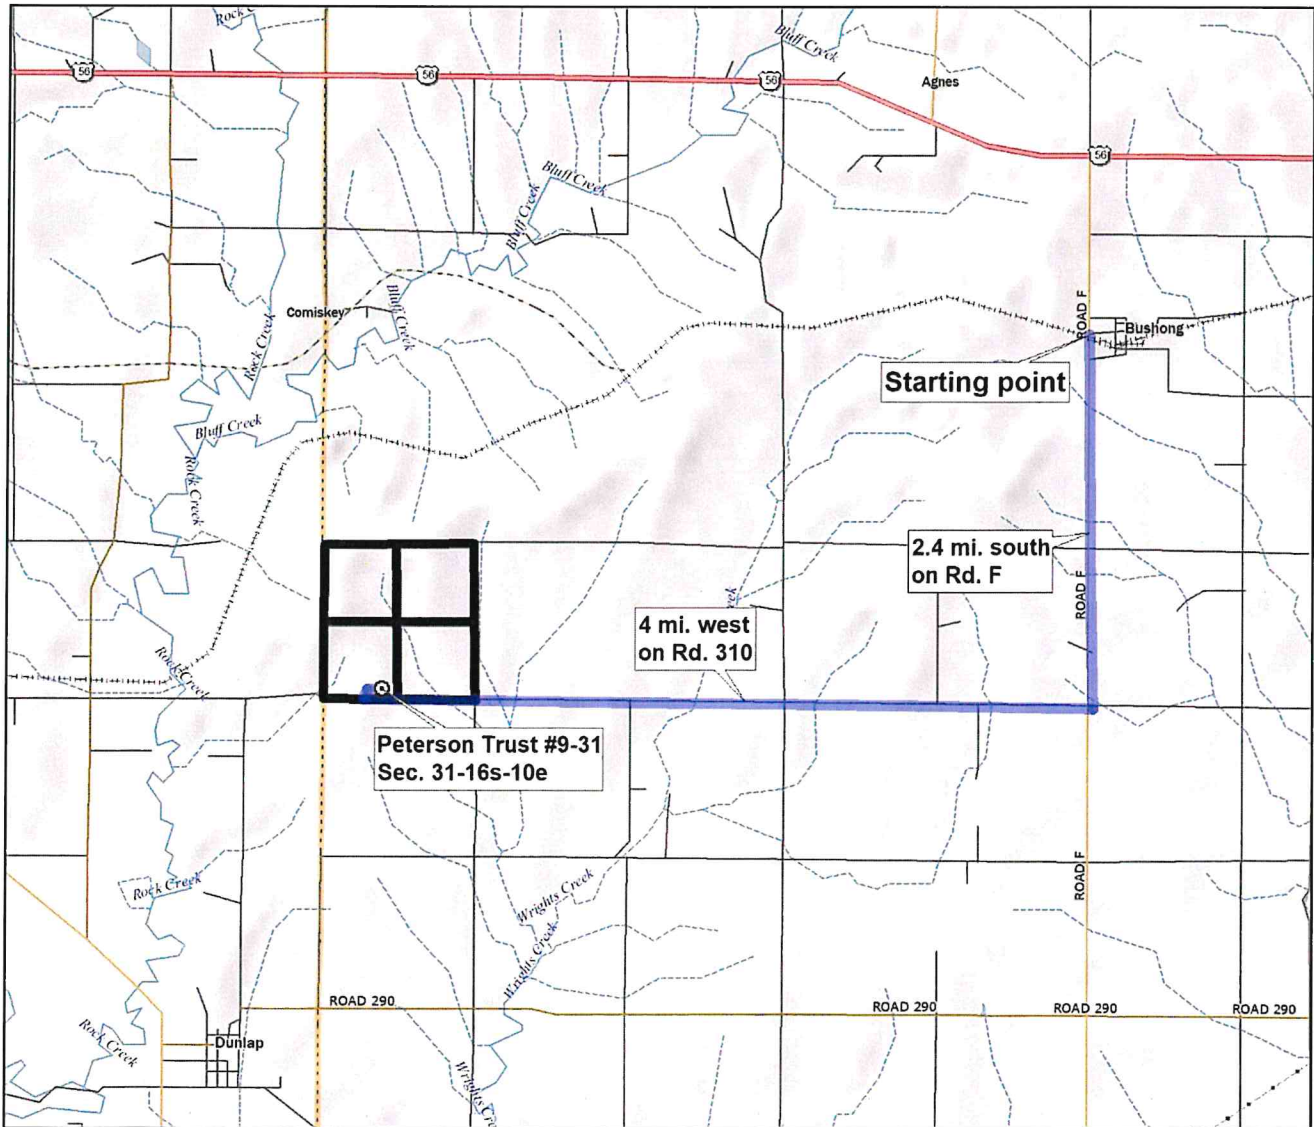 Rock C
Bluff Creek
56
56
56
Agnes
56
Bluff Creek
Bluff Creek
Bluff Creek
Comiskey
Rock Creek
ROAD F
Bushong
Starting point
Bluff Creek
Rock Creek
2.4 mi. south
on Rd. F
ROAD F
reek
4 mi. west
on Rd. 310
Rock Creek
Peterson Trust #9-31
Sec. 31-16s-10e
Rock Creek
Wrights Creek
ROAD F
Wrights Creek
ROAD 290
ROAD 290
ROAD 290
ROAD 290
Rock Creek
Dunlap
Wrights Cre